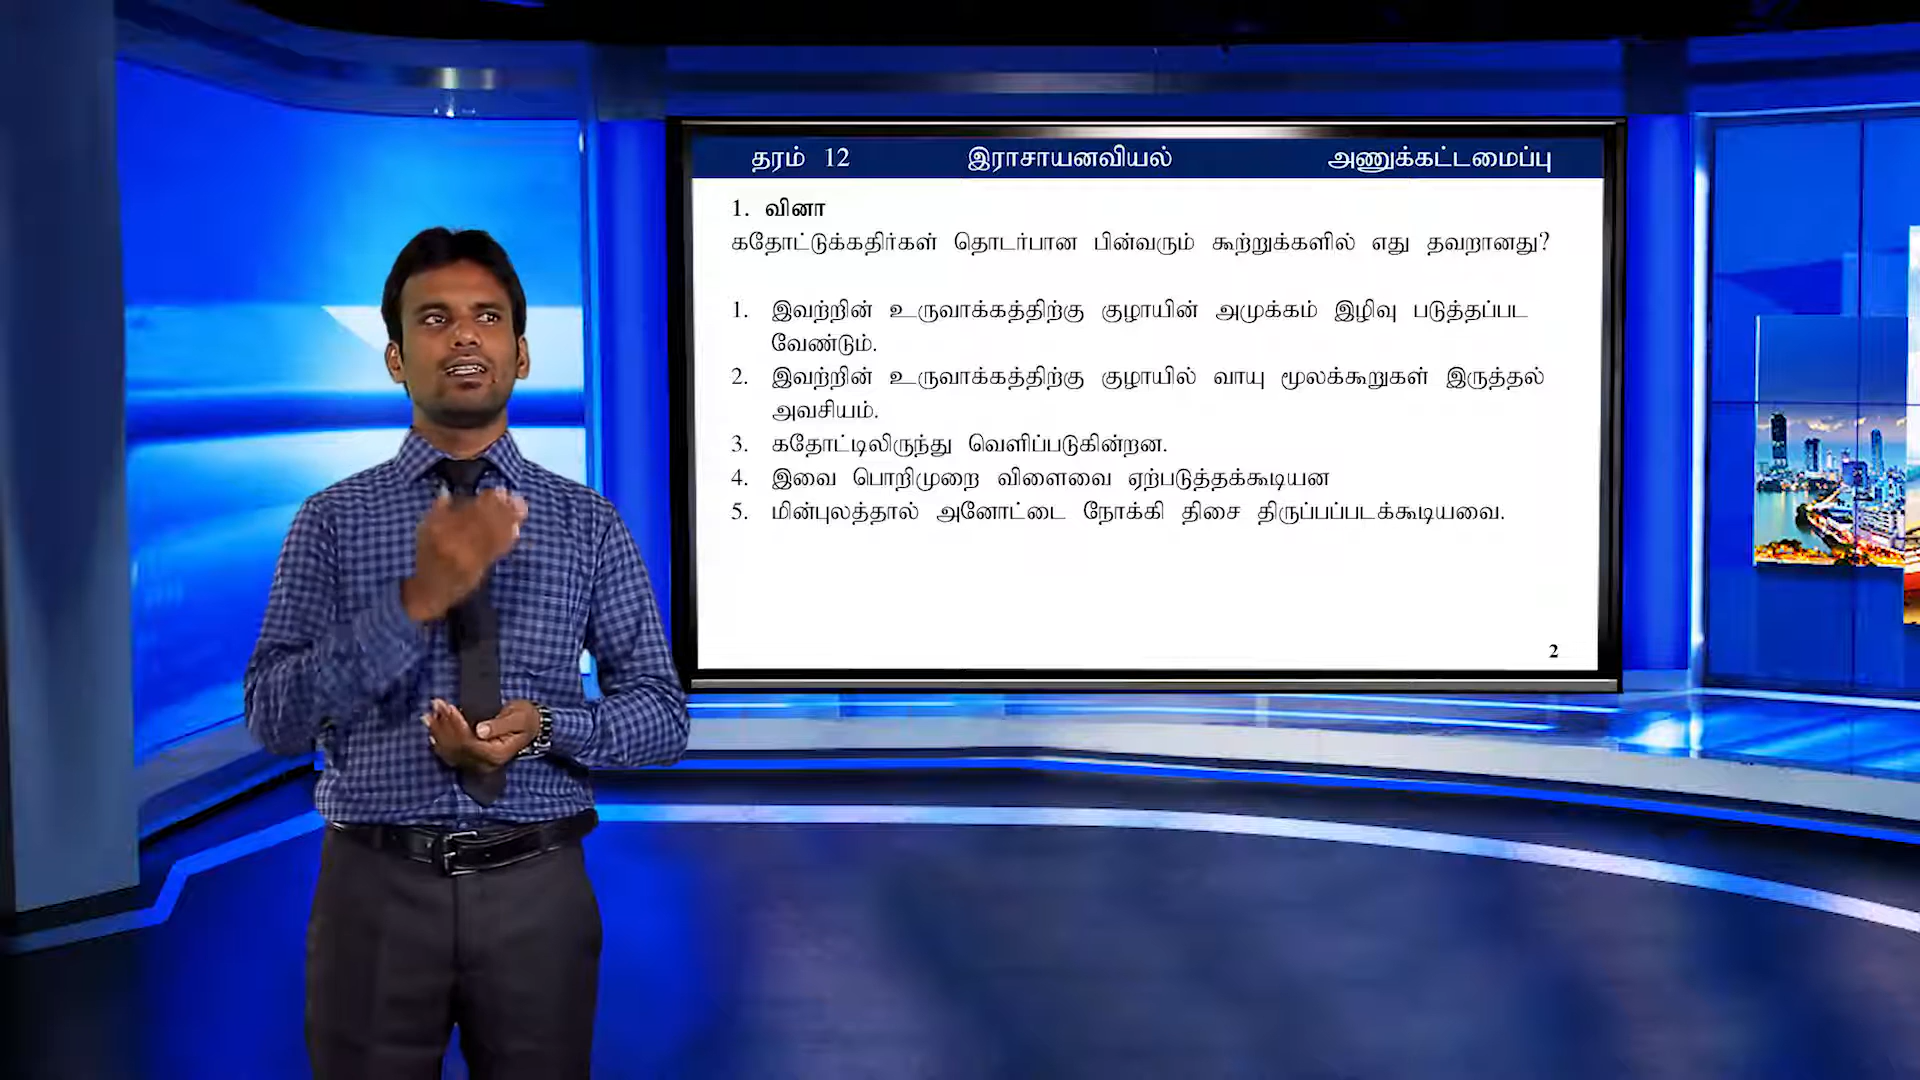 தரம் 12 இராசாயனவியல் அணுக்கட்டமைப்பு
1. வினா
கதோட்டுக்கதிர்கள் தொடர்பான பின்வரும் கூற்றுக்களில் எது தவறானது?
1. இவற்றின் உருவாக்கத்திற்கு குழாயின் அமுக்கம் இழிவு படுத்தப்பட
வேண்டும்.
2. இவற்றின் உருவாக்கத்திற்கு குழாயில் வாயு மூலக்கூறுகள் இருத்தல்
அவசியம்.
3. கதோட்டிலிருந்து வெளிப்படுகின்றன.
4. இவை பொறிமுறை விளைவை ஏற்படுத்தக்கூடியன
5. மின்புலத்தால் அனோட்டை நோக்கி திசை திருப்பப்படக்கூடியவை.
2